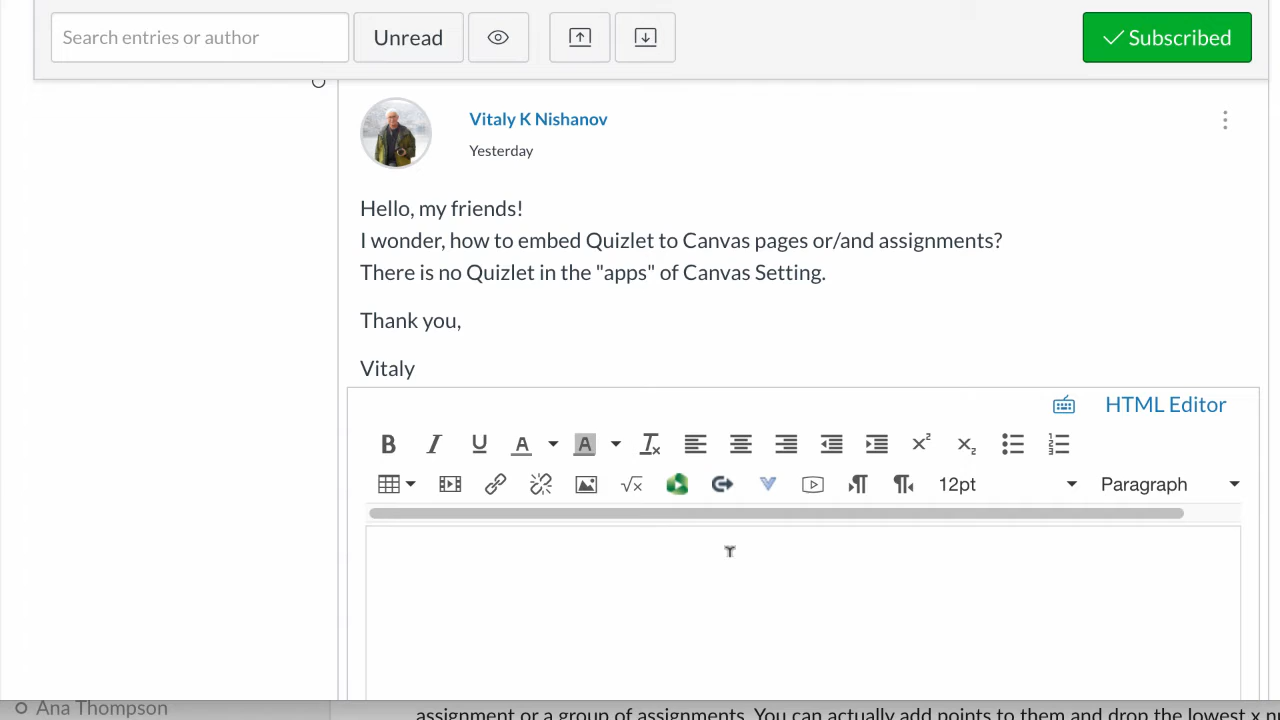 Search entries or author
Unread
Subscribed
Vitaly K Nishanov
Yesterday
Hello, my friends!
I wonder, how to embed Quizlet to Canvas pages or/and assignments?
There is no Quizlet in the "apps" of Canvas Setting.
Thank you,
Vitaly
HTML Editor
12pt
Paragraph
Ana Thompson
assignment or a group of assignments. You can actually add points to them and drop the lowest x